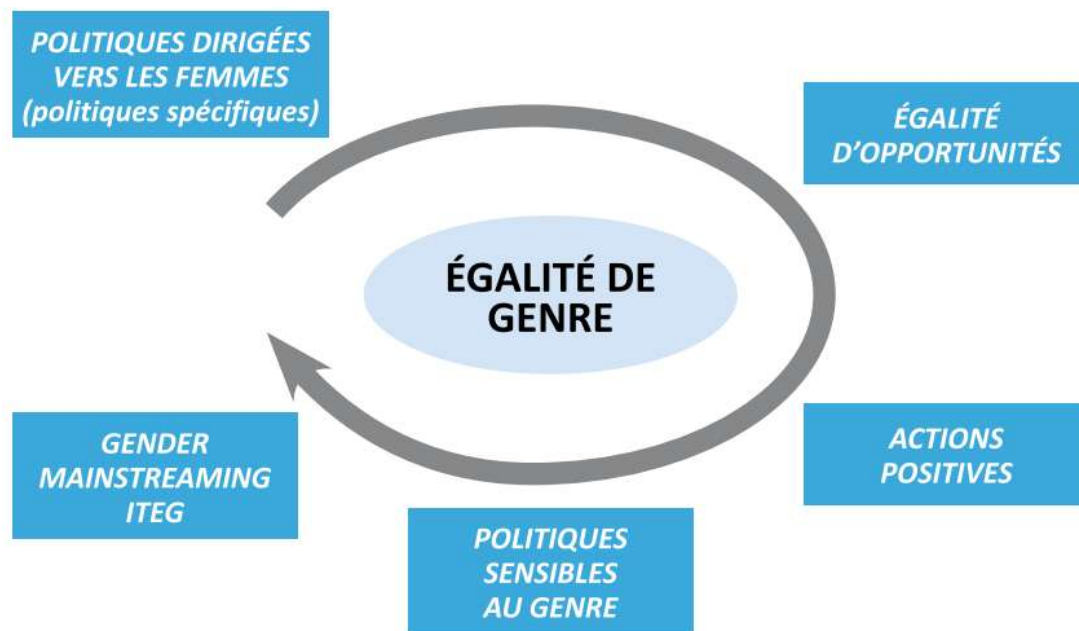 POLITIQUES DIRIGÉES
VERS LES FEMMES
(politiques spécifiques)
ÉGALITÉ
D'OPPORTUNITÉS
ÉGALITÉ DE
GENRE
ACTIONS
POSITIVES
POLITIQUES
SENSIBLES
AU GENRE
GENDER
MAINSTREAMING
ITEG